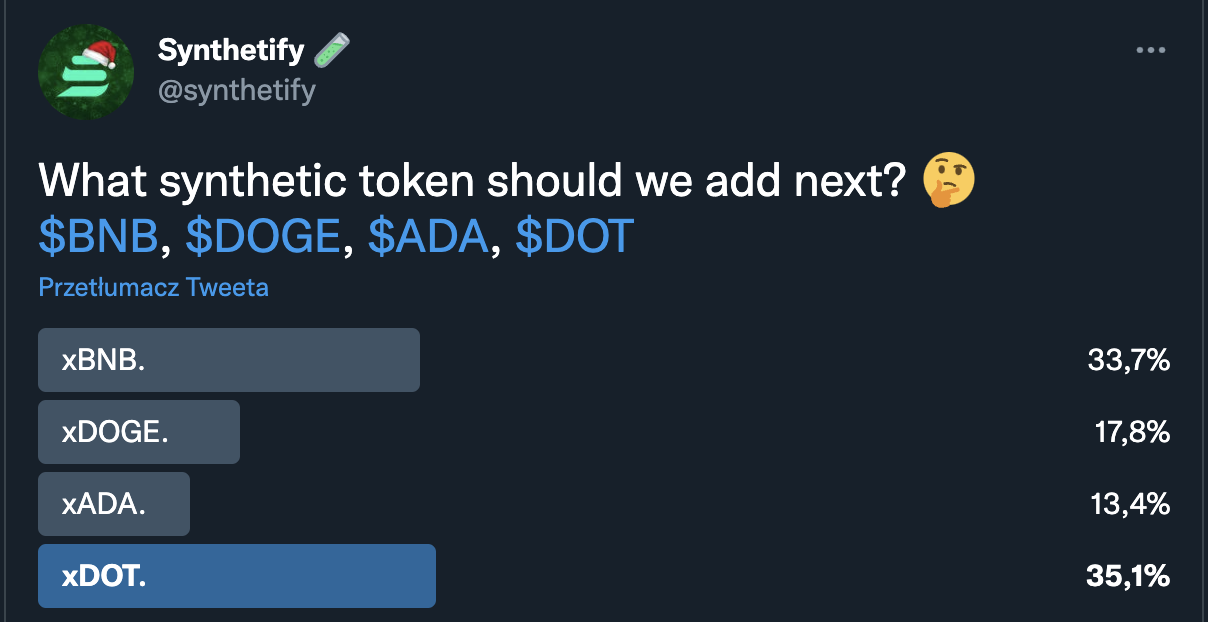 Synthetify 🧪
@synthetify
What synthetic token should we add next? 🤔
$BNB, $DOGE, $ADA, $DOT
Przetłumacz Tweeta
xBNB. 33,7%
xDOGE. 17,8%
xADA. 13,4%
xDOT. 35,1%